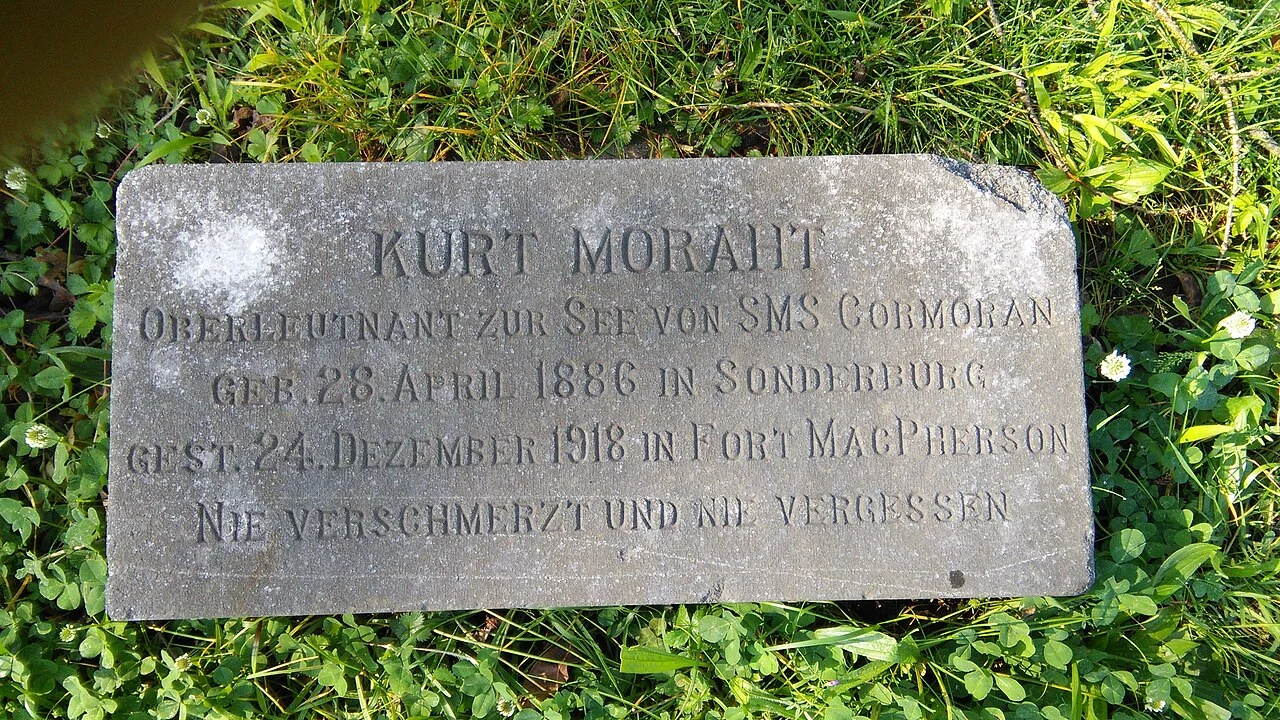 KURT MORAHT
OBERLEUTNANT ZUR SEE VON SMS CORMORAN
GEB. 28. APRIL 1886 IN SONDERBURG
GEST. 24. DEZEMBER 1918 IN FORT MACPHERSON
NIE VERSCHMERZT UND NIE VERGESSEN